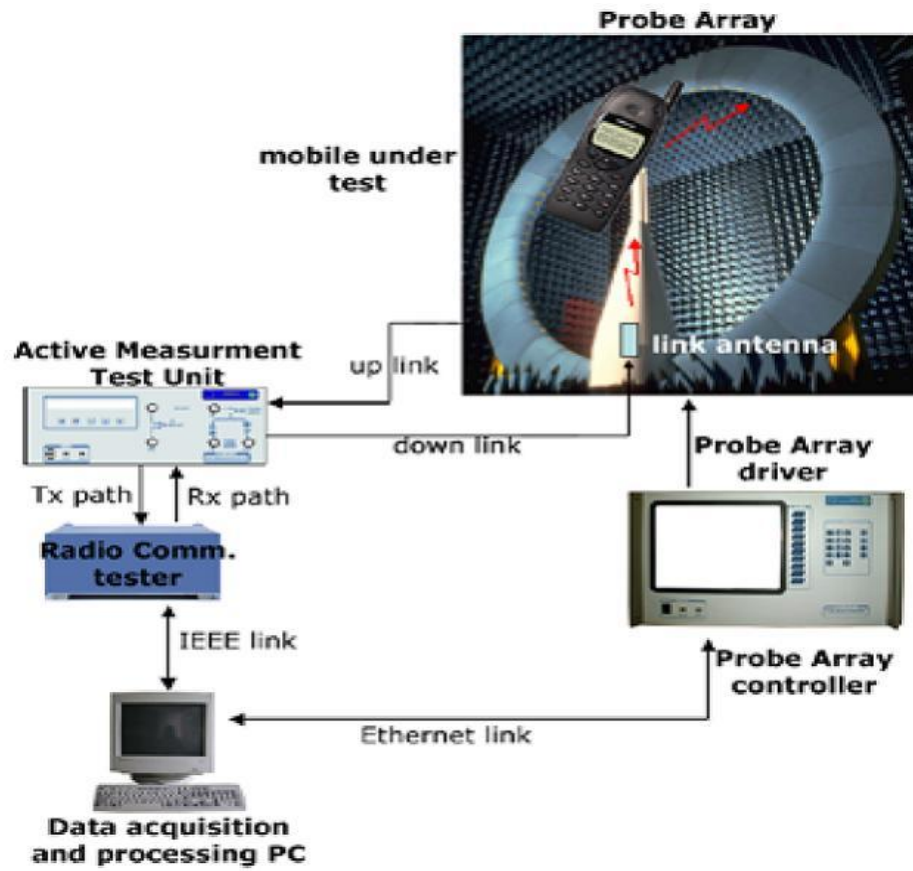 Probe Array
mobile under
test
link antenna
Active Measurment
Test Unit
up link
down link
Probe Array
driver
Tx path
Rx path
Radio Comm.
tester
IEEE link
Probe Array
controller
Ethernet link
Data acquisition
and processing PC